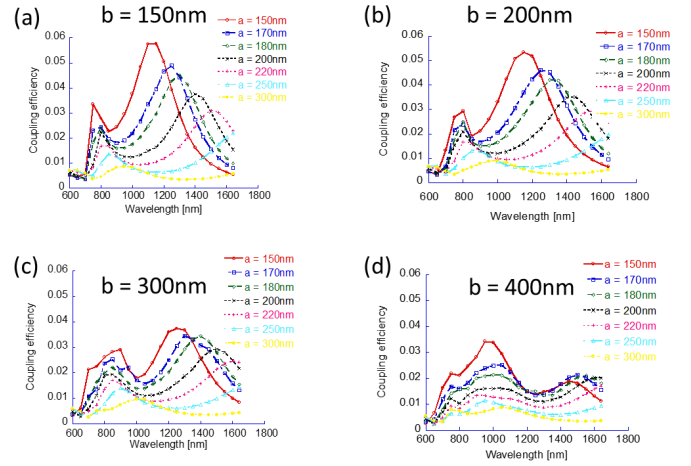 (a)
b = 150nm
a = 150nm
a = 170nm
a = 180nm
a = 200nm
a = 220nm
a = 250nm
a = 300nm
Coupling efficiency
0.06
0.05
0.04
0.03
0.02
0.01
0
600 800 1000 1200 1400 1600 1800
Wavelength [nm]
(b)
b = 200nm
a = 150nm
a =170nm
a = 180nm
a = 200nm
a = 220nm
a = 250nm
a = 300nm
Coupling efficiency
0.06
0.05
0.04
0.03
0.02
0.01
0
600 800 1000 1200 1400 1600 1800
Wavelength [nm]
(c)
b = 300nm
a = 150nm
a = 170nm
a = 180nm
a = 200nm
a = 220nm
a = 250nm
a = 300nm
Coupling efficiency
0.06
0.05
0.04
0.03
0.02
0.01
0
600 800 1000 1200 1400 1600 1800
Wavelength [nm]
(d)
b = 400nm
a = 150nm
a = 170nm
a = 180nm
a = 200nm
a = 220nm
a = 250nm
a = 300nm
Coupling efficiency
0.06
0.05
0.04
0.03
0.02
0.01
0
600 800 1000 1200 1400 1600 1800
Wavelength [nm]